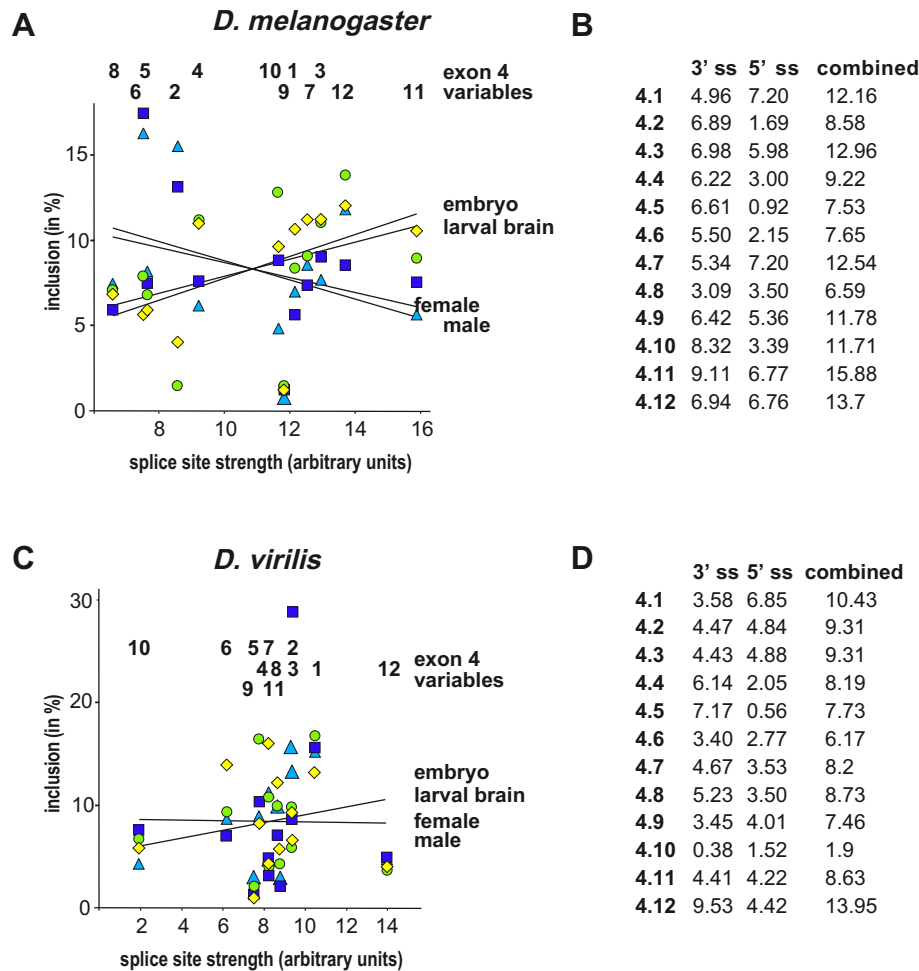 A
D. melanogaster
8 5 4 10 1 3 exon 4
6 2 9 7 12 11 variables
15
10
5
0
inclusion (in %)
embryo
larval brain
female
male
8 10 12 14 16
splice site strength (arbitrary units)
B
3’ ss 5’ ss combined
4.1 4.96 7.20 12.16
4.2 6.89 1.69 8.58
4.3 6.98 5.98 12.96
4.4 6.22 3.00 9.22
4.5 6.61 0.92 7.53
4.6 5.50 2.15 7.65
4.7 5.34 7.20 12.54
4.8 3.09 3.50 6.59
4.9 6.42 5.36 11.78
4.10 8.32 3.39 11.71
4.11 9.11 6.77 15.88
4.12 6.94 6.76 13.7
C
D. virilis
30
20
10
0
inclusion (in %)
10 6 5 7 2
4 8 3 1 12 exon 4
9 11 variables
embryo
larval brain
female
male
2 4 6 8 10 12 14
splice site strength (arbitrary units)
D
3’ ss 5’ ss combined
4.1 3.58 6.85 10.43
4.2 4.47 4.84 9.31
4.3 4.43 4.88 9.31
4.4 6.14 2.05 8.19
4.5 7.17 0.56 7.73
4.6 3.40 2.77 6.17
4.7 4.67 3.53 8.2
4.8 5.23 3.50 8.73
4.9 3.45 4.01 7.46
4.10 0.38 1.52 1.9
4.11 4.41 4.22 8.63
4.12 9.53 4.42 13.95